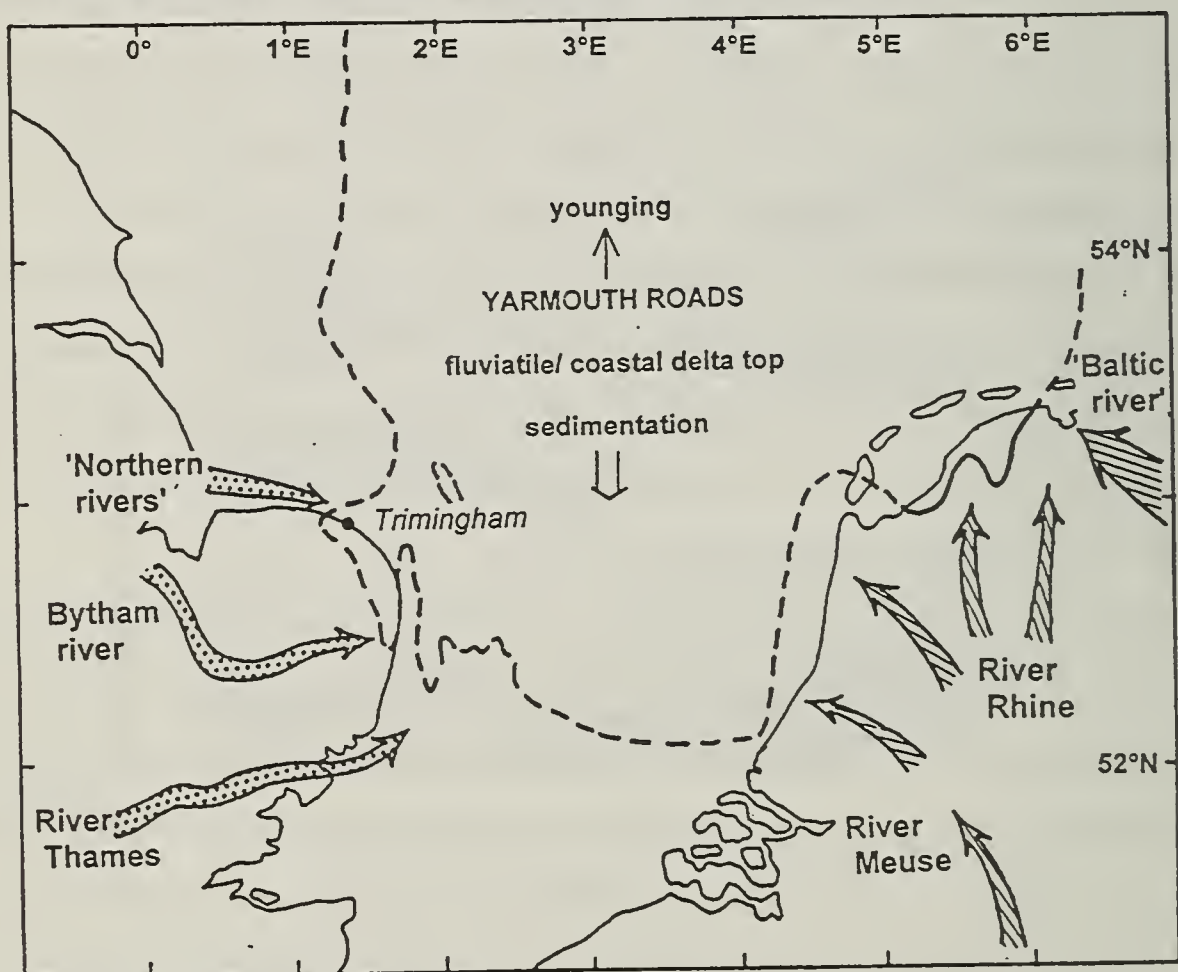 0°
1°E
2°E
3°E
4°E
5°E
6°E
younging
54°N
YARMOUTH ROADS
fluviatile/ coastal delta top
sedimentation
'Baltic
river'
'Northern
rivers'
Trimingham
Bytham
river
River
Rhine
52°N
River
Thames
River
Meuse